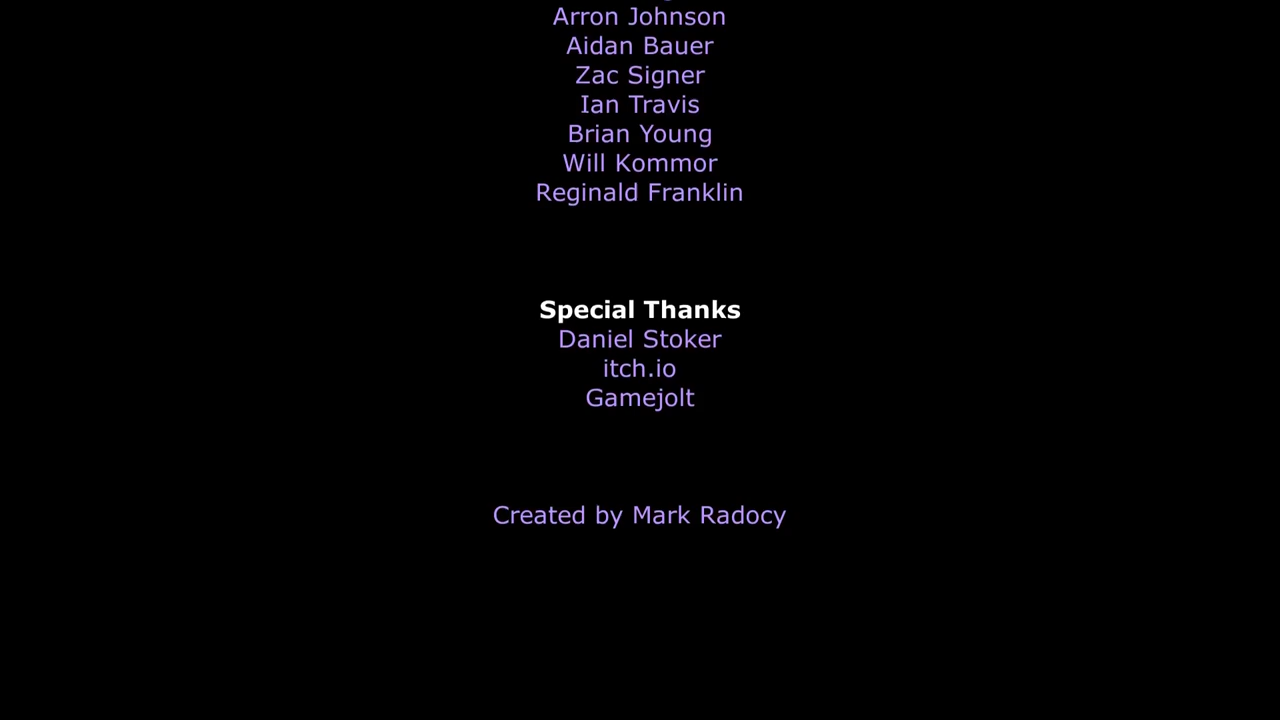 Arron Johnson
Aidan Bauer
Zac Signer
Ian Travis
Brian Young
Will Kommor
Reginald Franklin
Special Thanks
Daniel Stoker
itch.io
Gamejolt
Created by Mark Radocy